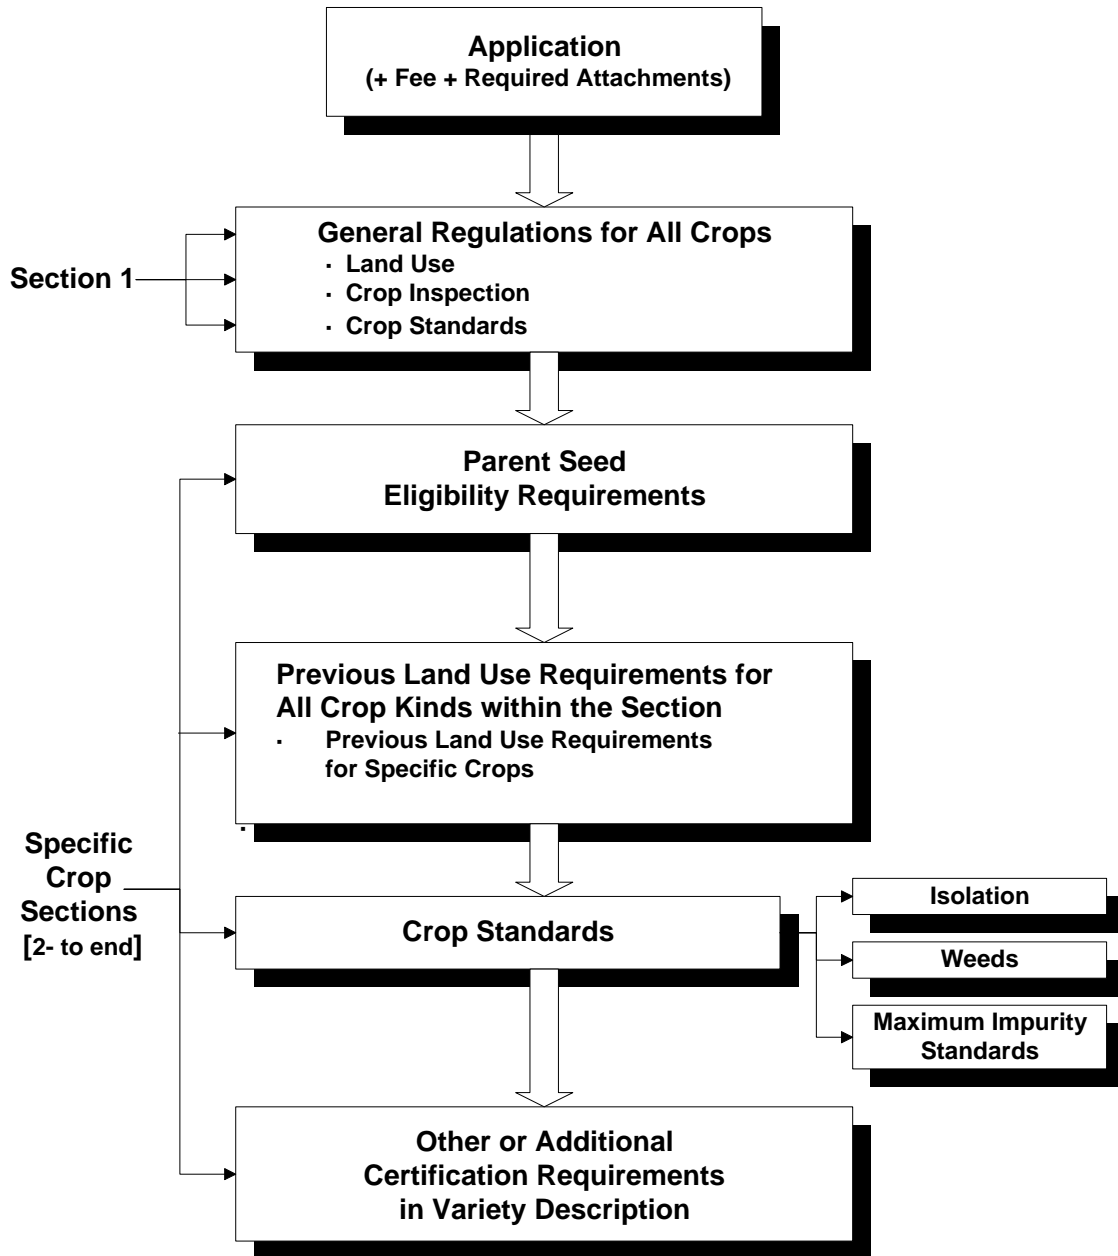 Application
(+ Fee + Required Attachments)
General Regulations for All Crops
· Land Use
Section 1
· Crop Inspection
· Crop Standards
Parent Seed
Eligibility Requirements
Previous Land Use Requirements for
All Crop Kinds within the Section
· Previous Land Use Requirements
for Specific Crops
·
Specific
Crop
Sections
[2- to end]
Crop Standards
Isolation
Weeds
Maximum Impurity
Standards
Other or Additional
Certification Requirements
in Variety Description